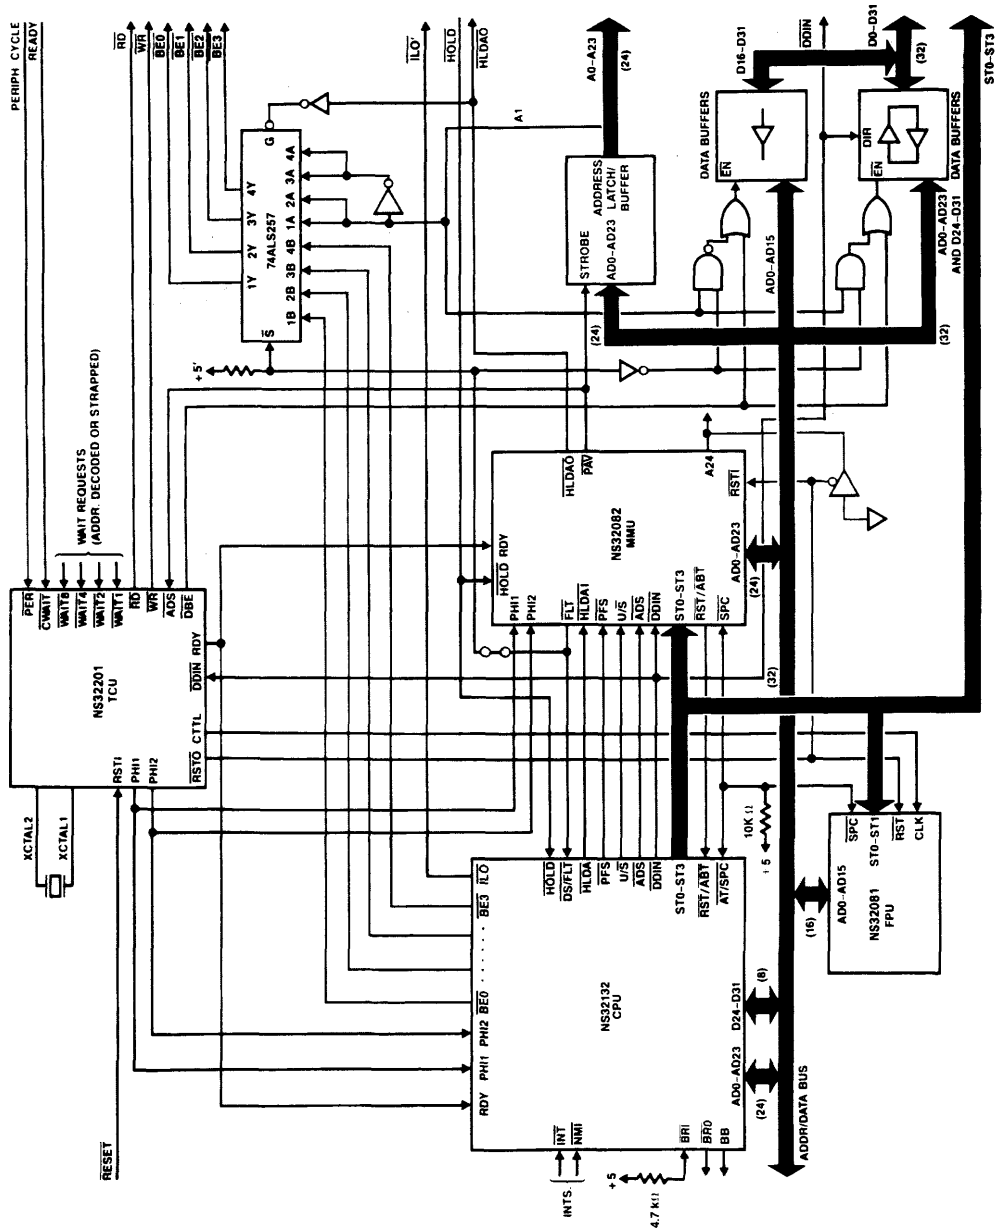 PERIPH CYCLE
READY
RD
WR
BE0
BE1
BE2
BE3
ILO'
HOLD
HLDAO
A0–A23
(24)
D16–D31
DDIN
D0–D31
(32)
ST0–ST3
WAIT REQUESTS
(ADDR. DECODED OR STRAPPED)
G
4Y
3Y
2Y
1Y
74ALS257
4A
3A
2A
1A
4B
3B
2B
1B
S
+5'
A1
ADDRESS
LATCH/
BUFFER
STROBE
AD0–AD23
(24)
DATA BUFFERS
EN
AD0–AD15
DIR
EN
DATA BUFFERS
AD0–AD23
AND D24–D31
(32)
PER
CWAIT
WAIT8
WAIT4
WAIT2
WAIT1
RD
WR
ADS
DBE
NS32201
TCU
RDY
DDIN
CTTL
RSTO
RSTI
PHI1
PHI2
XCTAL2
XCTAL1
RESET
HLDAO
PAV
A24
RSTI
NS32082
MMU
RDY
HOLD
PHI1
PHI2
FLT
HLDAI
PFS
U/S
ADS
DDIN
ST0–ST3
RST/ABT
SPC
AD0–AD23
(24)
(32)
ILO
BE3
BE0
PHI2
PHI1
RDY
HOLD
DS/FLT
HLDA
PFS
U/S
ADS
DDIN
ST0–ST3
RST/ABT
AT/SPC
NS32132
CPU
D24–D31
(8)
AD0–AD23
(24)
INT
NMI
INTS.
BRI
BRO
BB
+5
4.7 kΩ
10K Ω
+5
ADDR/DATA BUS
SPC
ST0–ST1
RST
CLK
AD0–AD15
NS32081
FPU
(16)